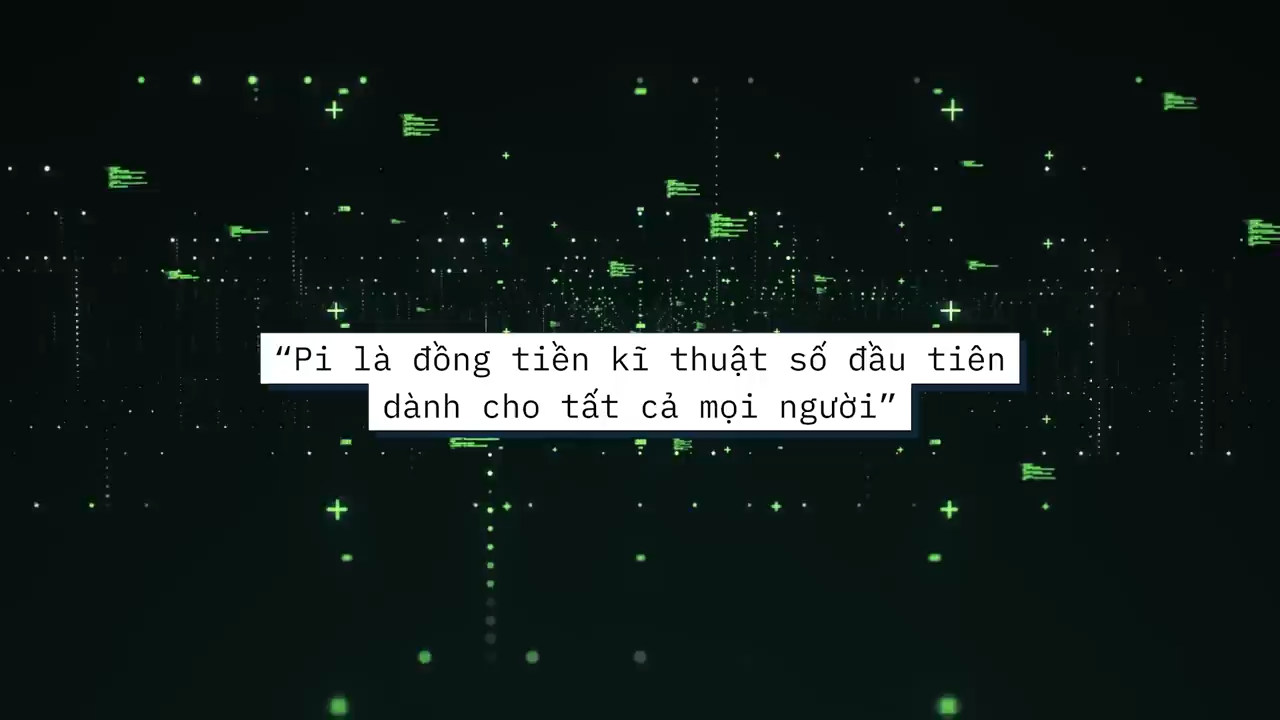 “Pi là đồng tiền kĩ thuật số đầu tiên
dành cho tất cả mọi người”